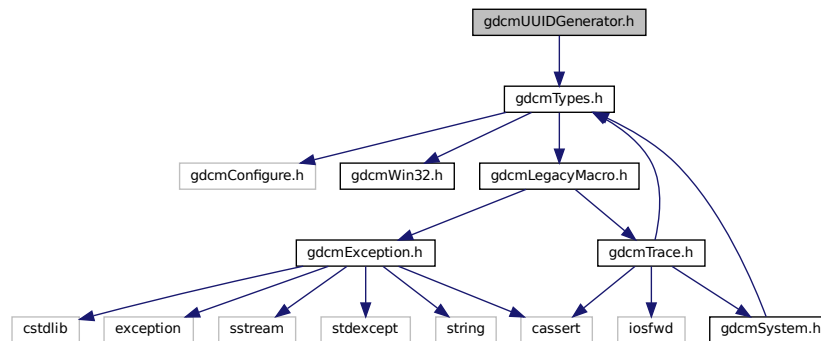 gdcmUUIDGenerator.h
gdcmTypes.h
gdcmConfigure.h
gdcmWin32.h
gdcmLegacyMacro.h
gdcmException.h
gdcmTrace.h
cstdlib
exception
sstream
stdexcept
string
cassert
iosfwd
gdcmSystem.h